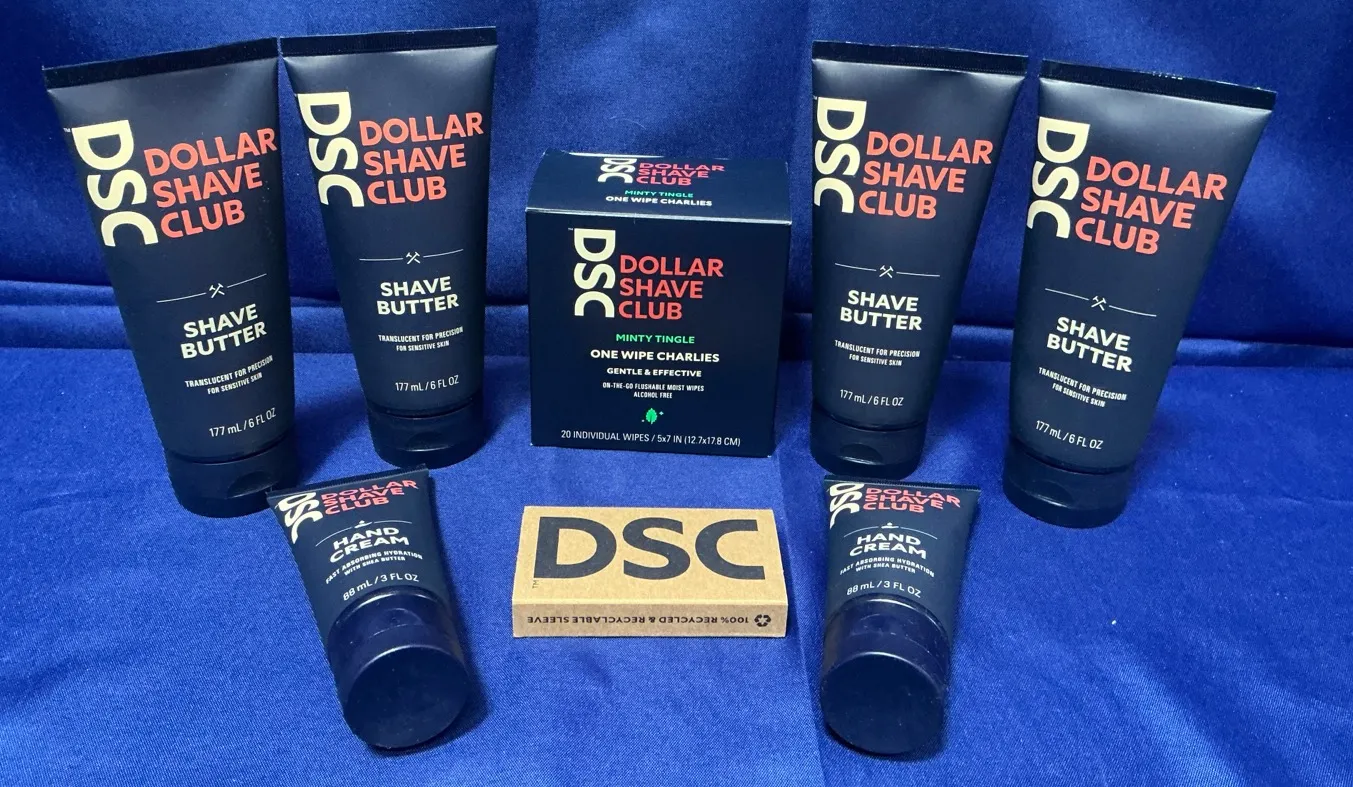 DSC
DOLLAR
SHAVE
CLUB
SHAVE
BUTTER
TRANSLUCENT FOR PRECISION
FOR SENSITIVE SKIN
177 mL / 6 FL OZ
DSC
DOLLAR
SHAVE
CLUB
SHAVE
BUTTER
TRANSLUCENT FOR PRECISION
FOR SENSITIVE SKIN
177 mL / 6 FL OZ
DSC
DOLLAR
SHAVE
CLUB
MINTY TINGLE
ONE WIPE CHARLIES
DSC
DOLLAR
SHAVE
CLUB
MINTY TINGLE
ONE WIPE CHARLIES
GENTLE & EFFECTIVE
ON-THE-GO FLUSHABLE MOIST WIPES
ALCOHOL FREE
20 INDIVIDUAL WIPES / 5x7 IN (12.7x17.8 CM)
DSC
DOLLAR
SHAVE
CLUB
SHAVE
BUTTER
TRANSLUCENT FOR PRECISION
FOR SENSITIVE SKIN
177 mL / 6 FL OZ
DSC
DOLLAR
SHAVE
CLUB
SHAVE
BUTTER
TRANSLUCENT FOR PRECISION
FOR SENSITIVE SKIN
177 mL / 6 FL OZ
DSC
DOLLAR
SHAVE
CLUB
HAND
CREAM
FAST ABSORBING HYDRATION
WITH SHEA BUTTER
88 mL / 3 FL OZ
DSC™
100% RECYCLED & RECYCLABLE SLEEVE
DSC
DOLLAR
SHAVE
CLUB
HAND
CREAM
FAST ABSORBING HYDRATION
WITH SHEA BUTTER
88 mL / 3 FL OZ